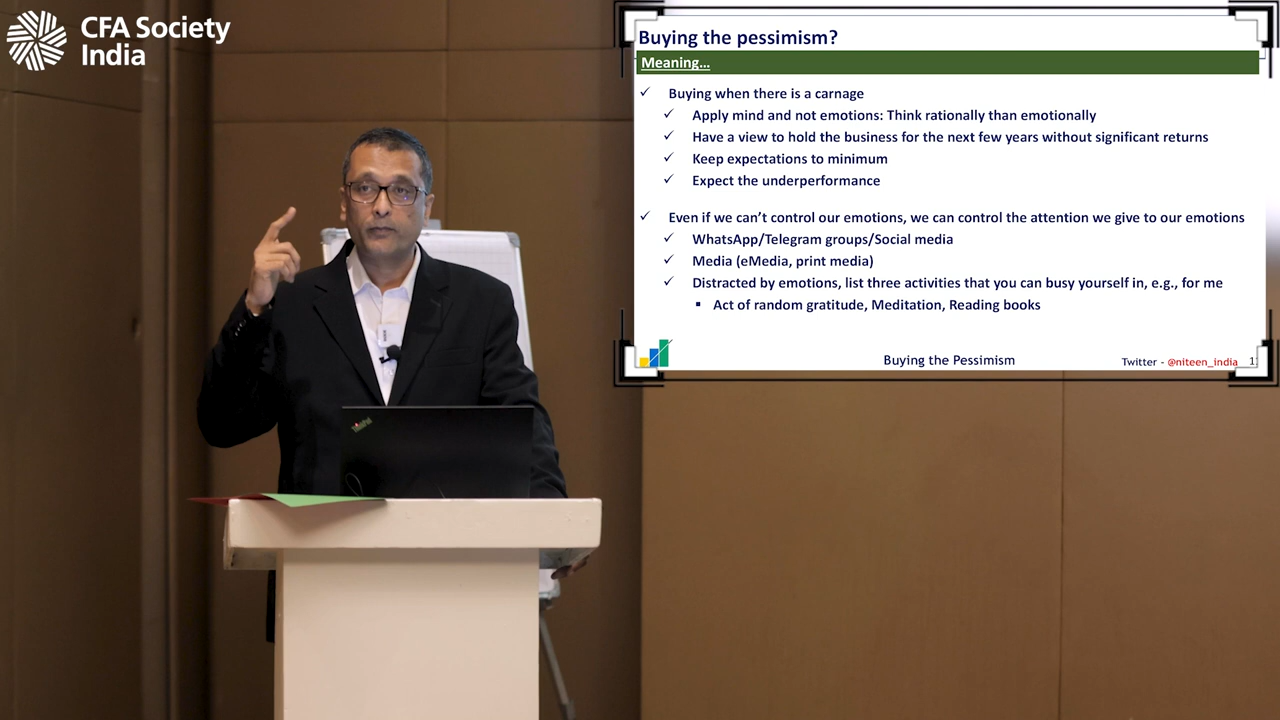 CFA Society
India
Buying the pessimism?
Meaning…
✓ Buying when there is a carnage
✓ Apply mind and not emotions: Think rationally than emotionally
✓ Have a view to hold the business for the next few years without significant returns
✓ Keep expectations to minimum
✓ Expect the underperformance
✓ Even if we can’t control our emotions, we can control the attention we give to our emotions
✓ WhatsApp/Telegram groups/Social media
✓ Media (eMedia, print media)
✓ Distracted by emotions, list three activities that you can busy yourself in, e.g., for me
▪ Act of random gratitude, Meditation, Reading books
Buying the Pessimism
Twitter - @niteen_india